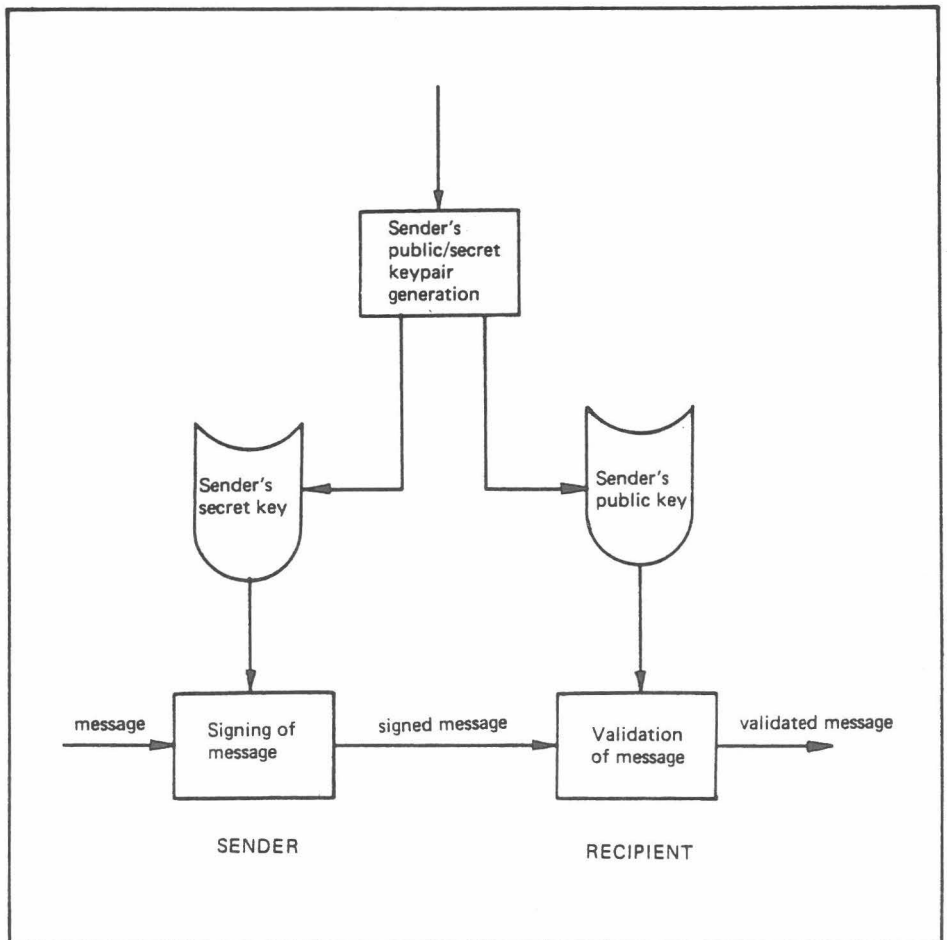 Sender's
public/secret
keypair
generation
Sender's
secret key
Sender's
public key
message
Signing of
message
signed message
Validation
of message
validated message
SENDER
RECIPIENT